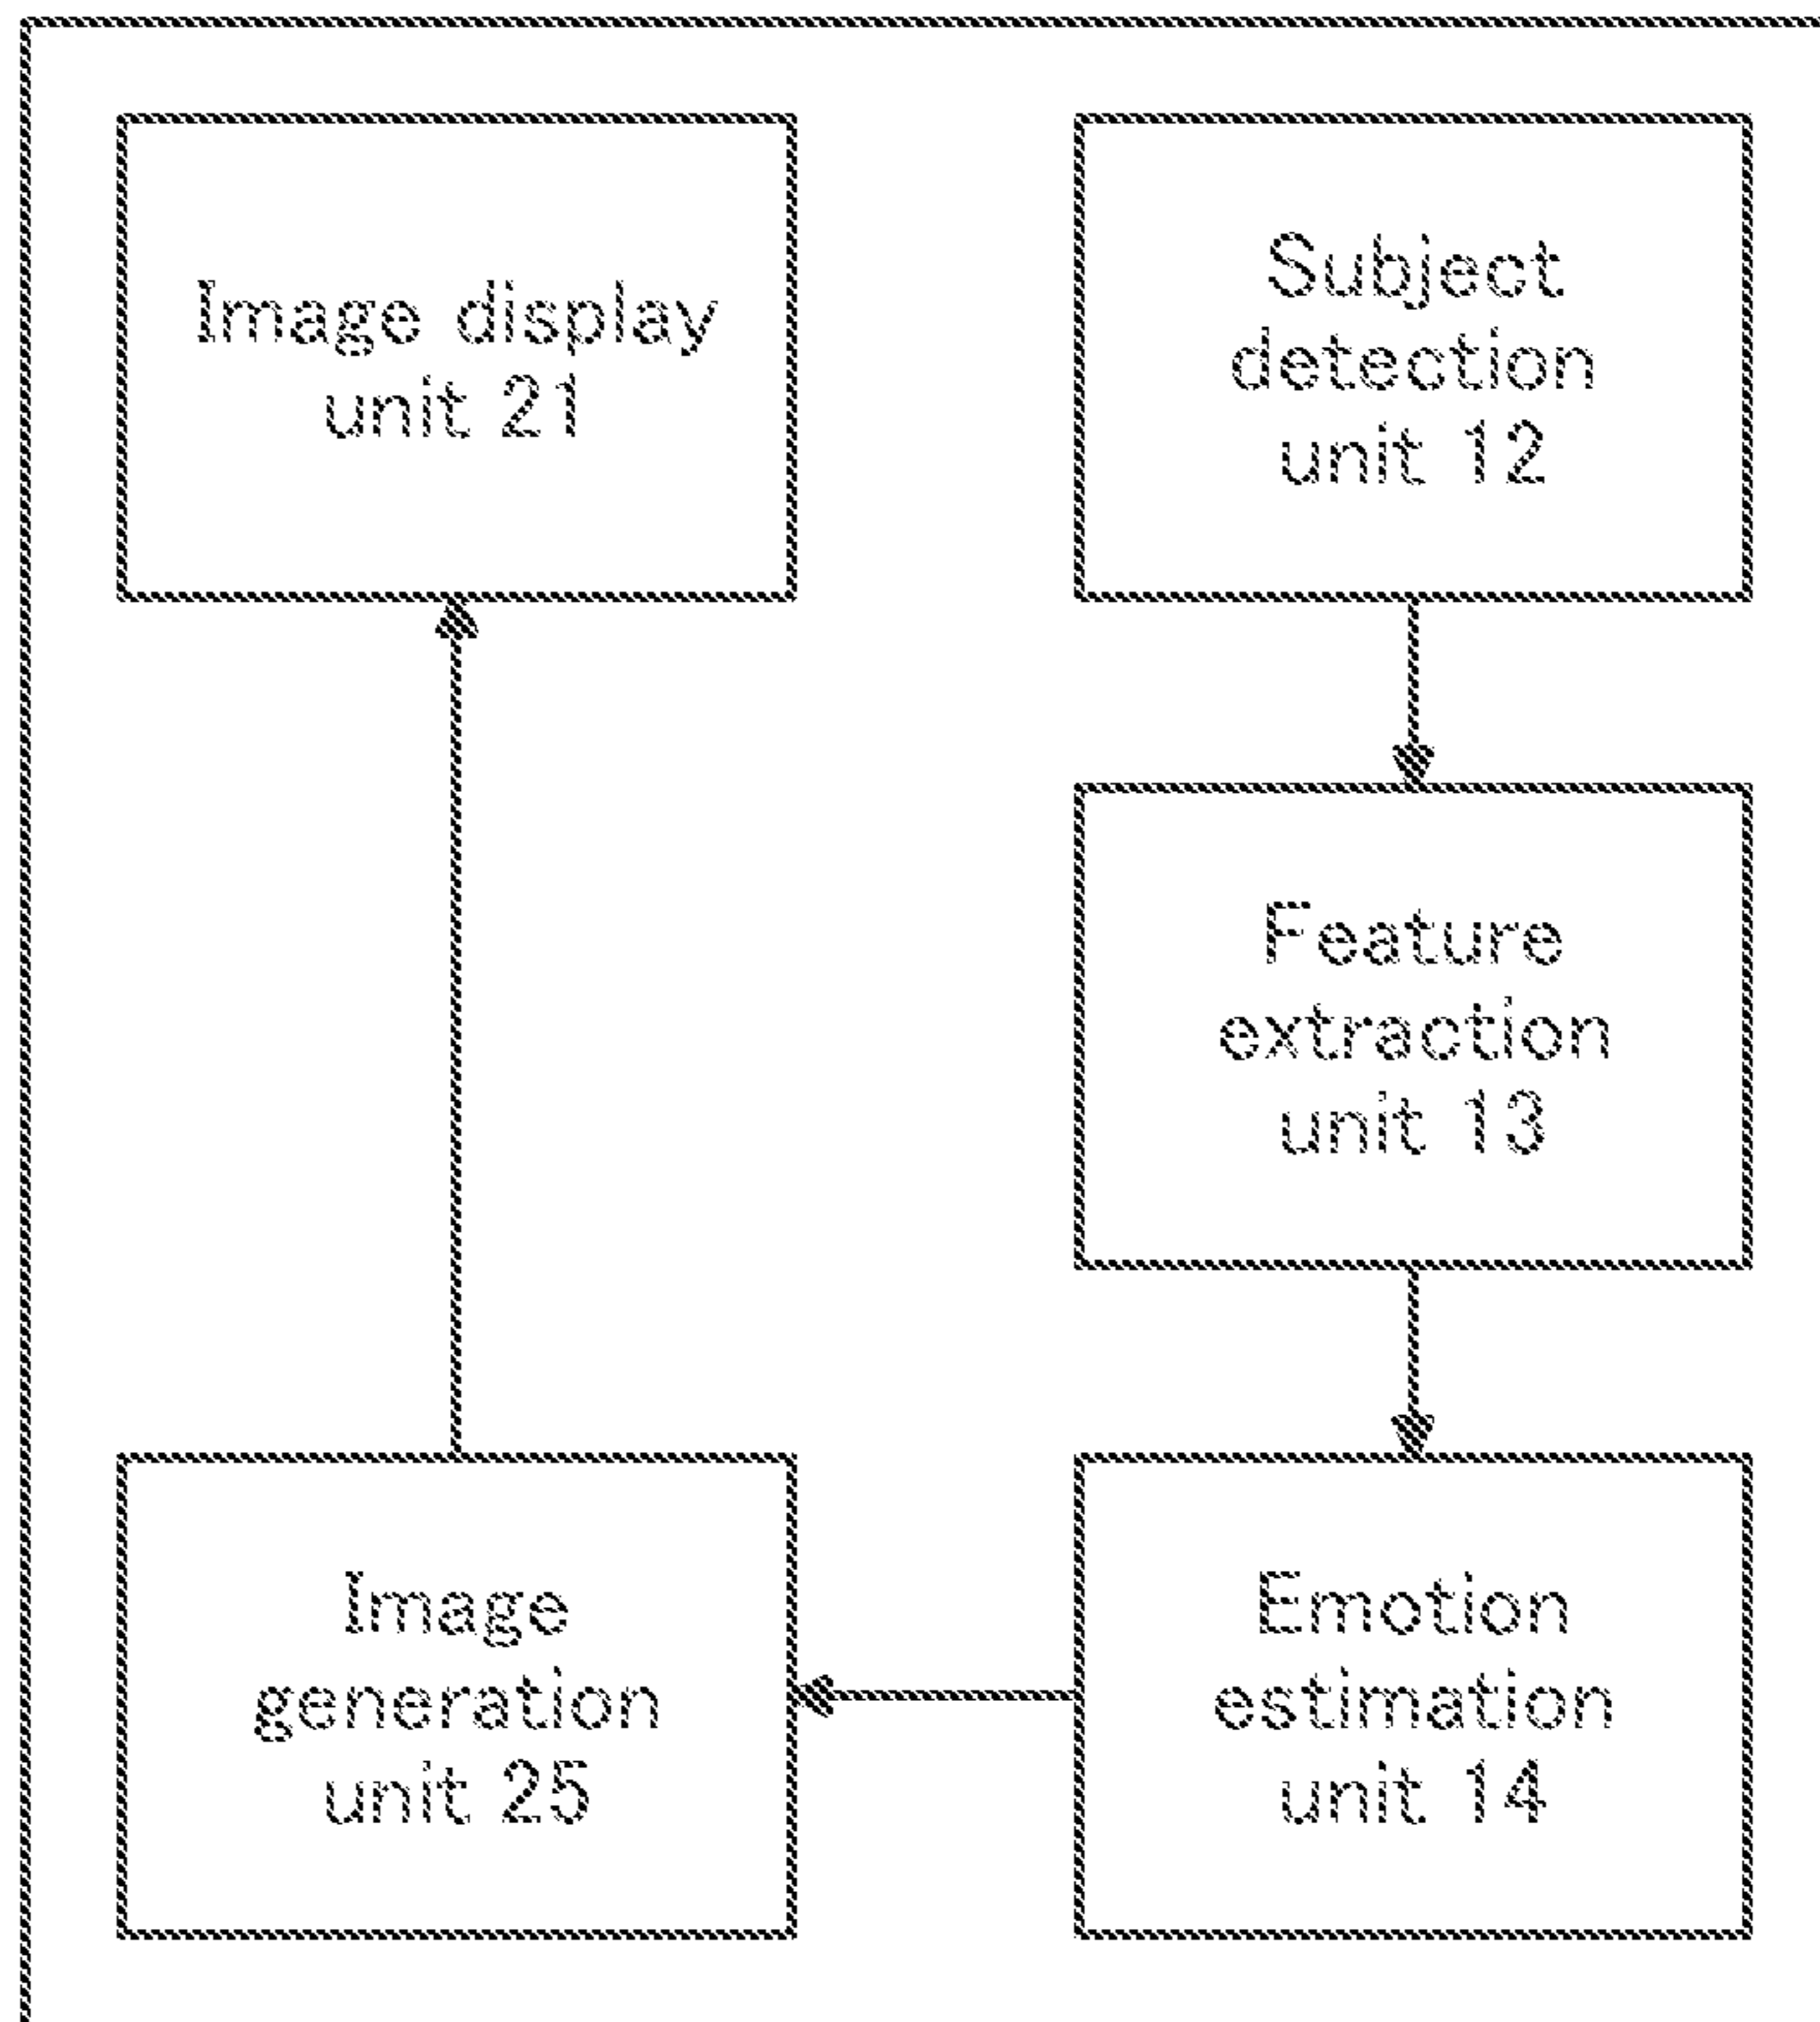 Image display
unit 21
Subject
detection
unit 12
Feature
extraction
unit 13
Image
generation
unit 25
Emotion
estimation
unit 14